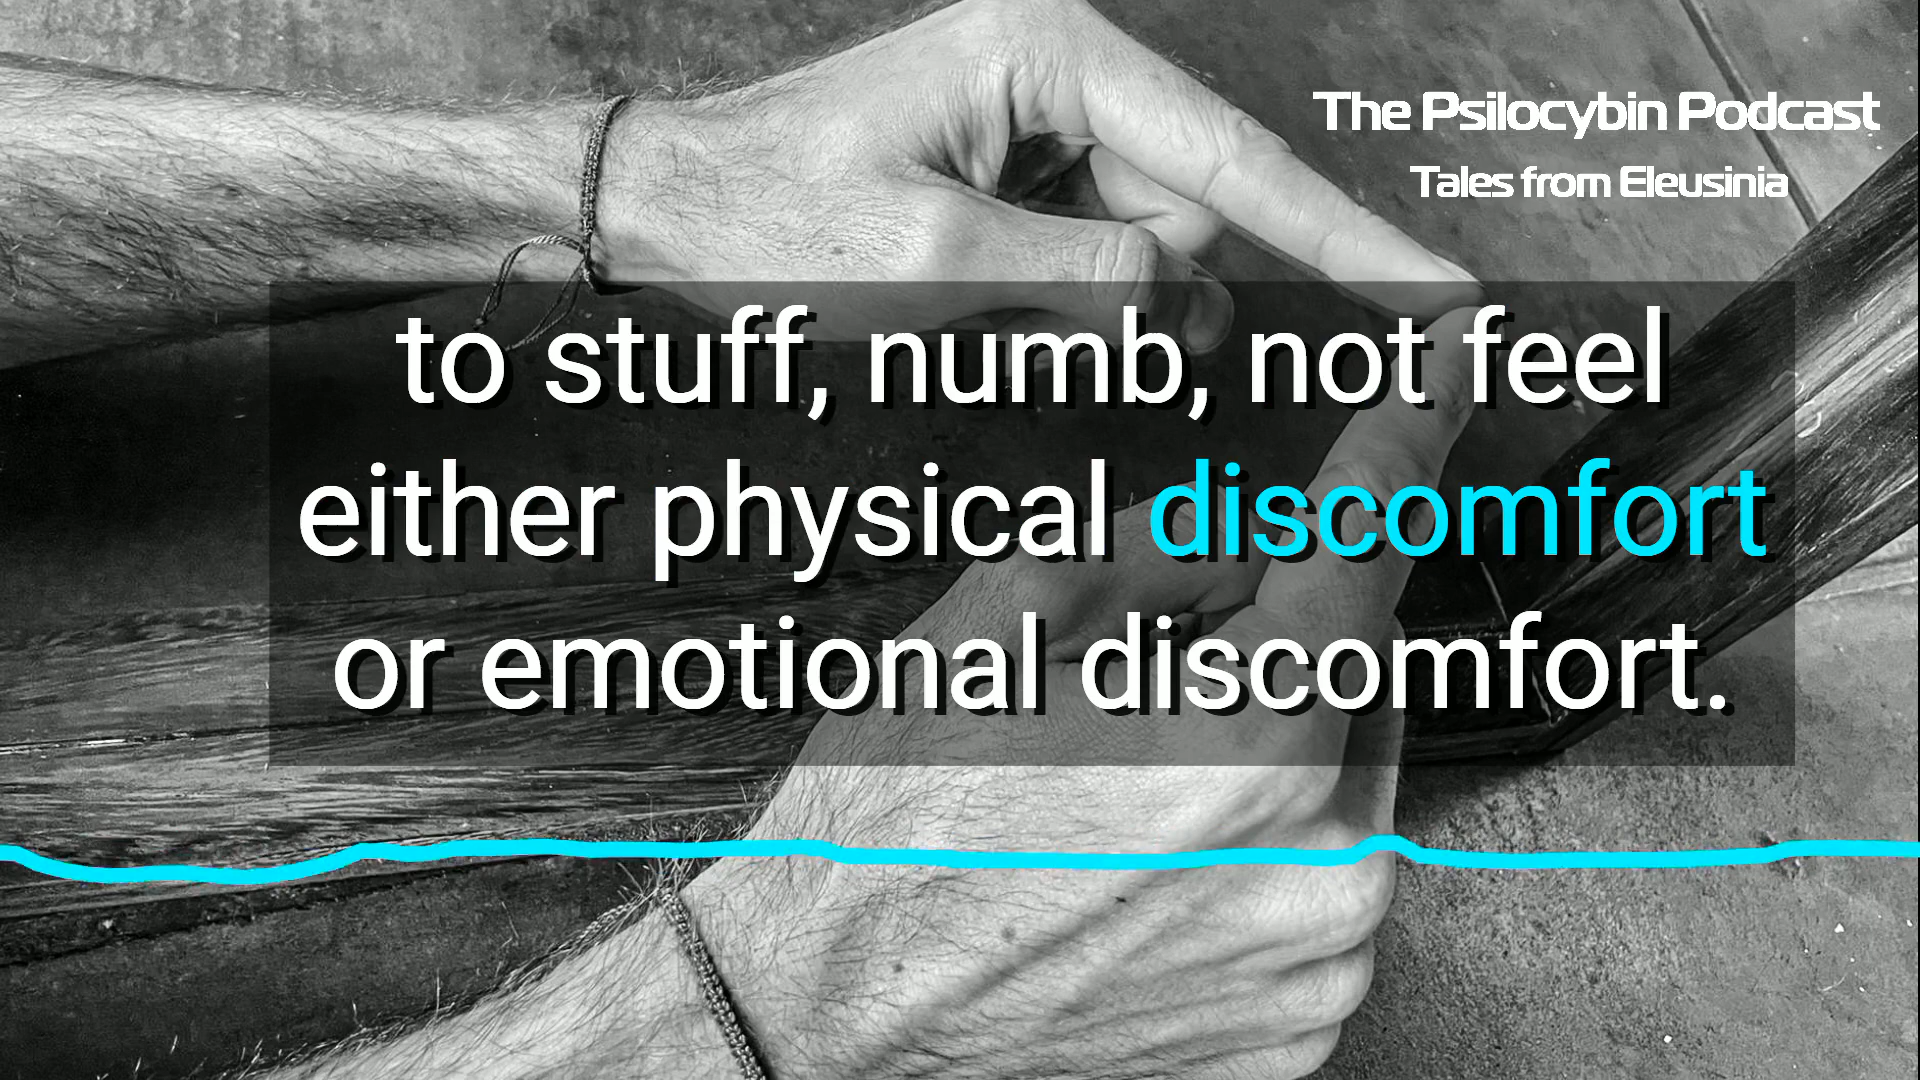 The Psilocybin Podcast
Tales from Eleusinia
to stuff, numb, not feel
either physical discomfort
or emotional discomfort.